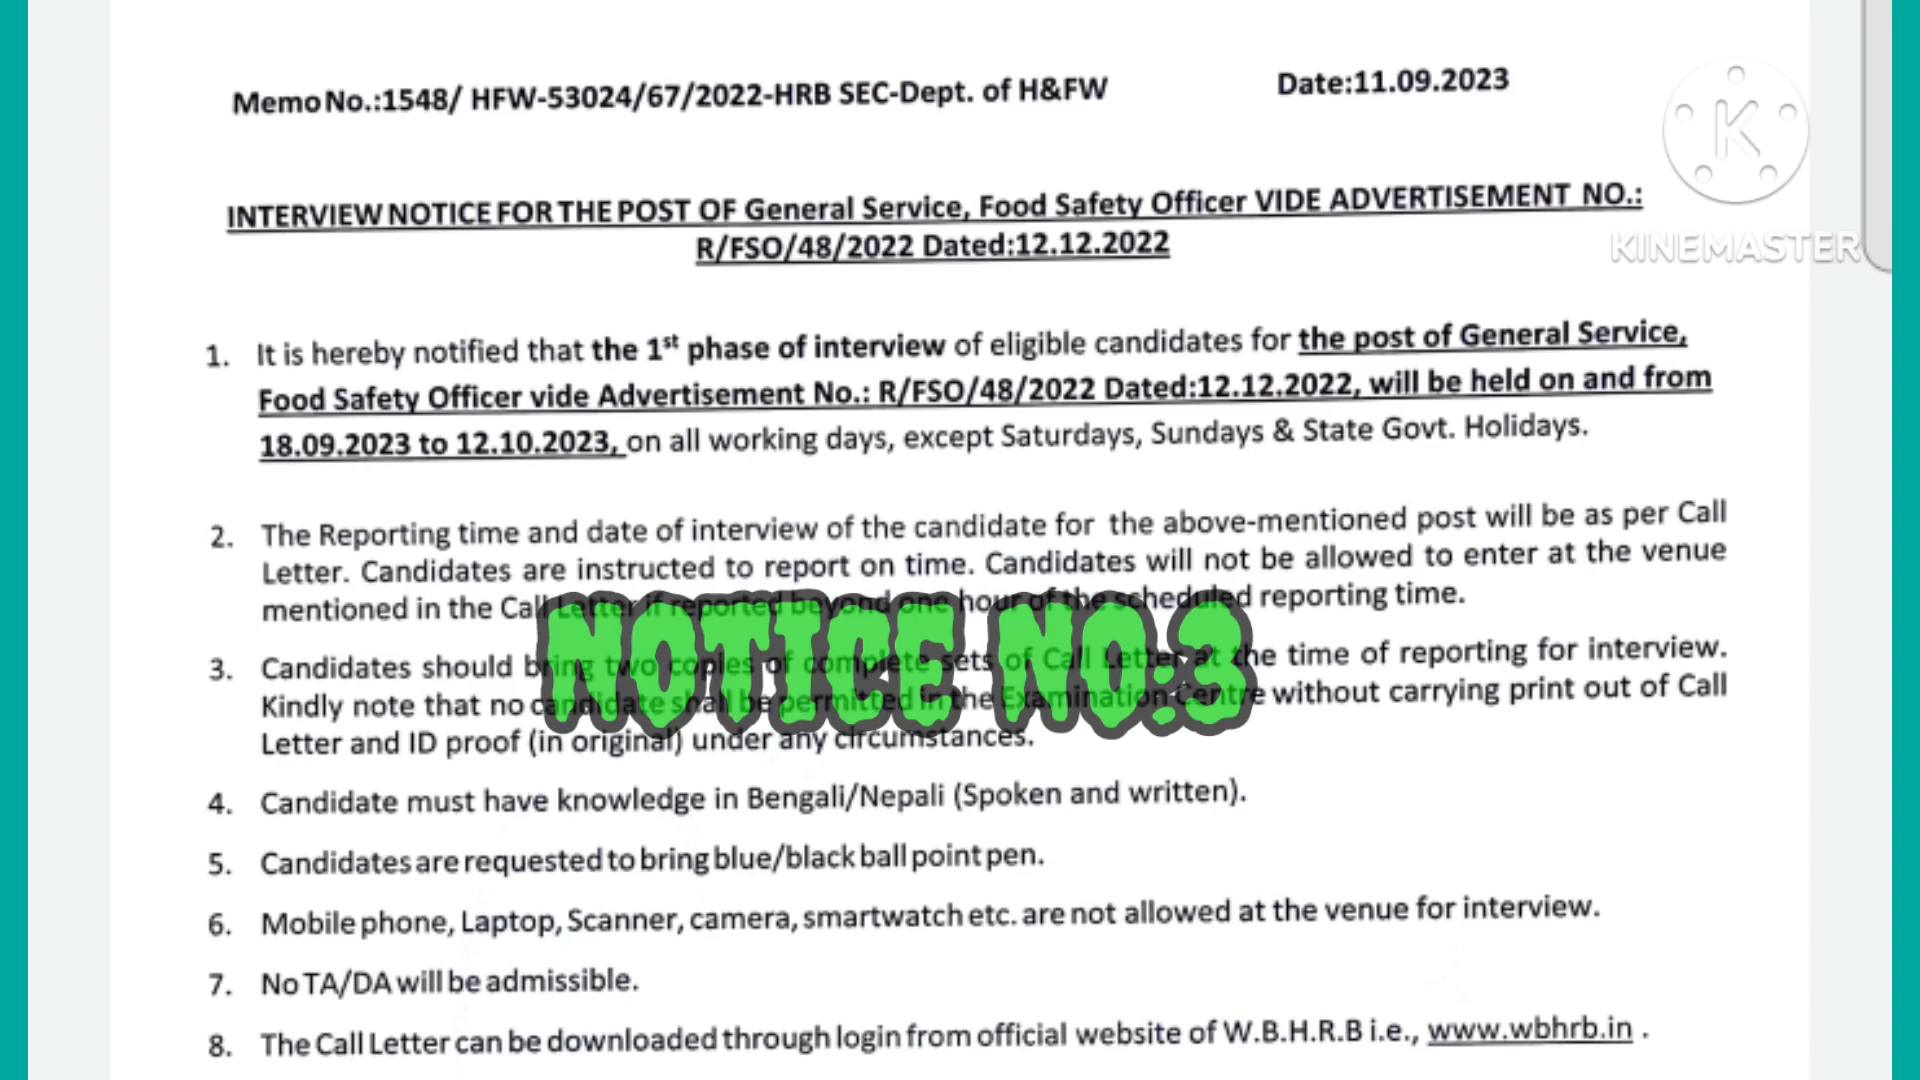 Memo No.:1548/ HFW-53024/67/2022-HRB SEC-Dept. of H&FW Date:11.09.2023
K
KINEMASTER
INTERVIEW NOTICE FOR THE POST OF General Service, Food Safety Officer VIDE ADVERTISEMENT NO.:
R/FSO/48/2022 Dated:12.12.2022
1. It is hereby notified that the 1st phase of interview of eligible candidates for the post of General Service,
Food Safety Officer vide Advertisement No.: R/FSO/48/2022 Dated:12.12.2022, will be held on and from
18.09.2023 to 12.10.2023, on all working days, except Saturdays, Sundays & State Govt. Holidays.
2. The Reporting time and date of interview of the candidate for the above-mentioned post will be as per Call
Letter. Candidates are instructed to report on time. Candidates will not be allowed to enter at the venue
mentioned in the Call Letter if reported beyond one hour of the scheduled reporting time.
NOTICE NO:3
3. Candidates should bring two copies of complete sets of Call Letter at the time of reporting for interview.
Kindly note that no candidate shall be permitted in the Examination Centre without carrying print out of Call
Letter and ID proof (in original) under any circumstances.
4. Candidate must have knowledge in Bengali/Nepali (Spoken and written).
5. Candidates are requested to bring blue/black ball point pen.
6. Mobile phone, Laptop, Scanner, camera, smartwatch etc. are not allowed at the venue for interview.
7. No TA/DA will be admissible.
8. The Call Letter can be downloaded through login from official website of W.B.H.R.B i.e., www.wbhrb.in .